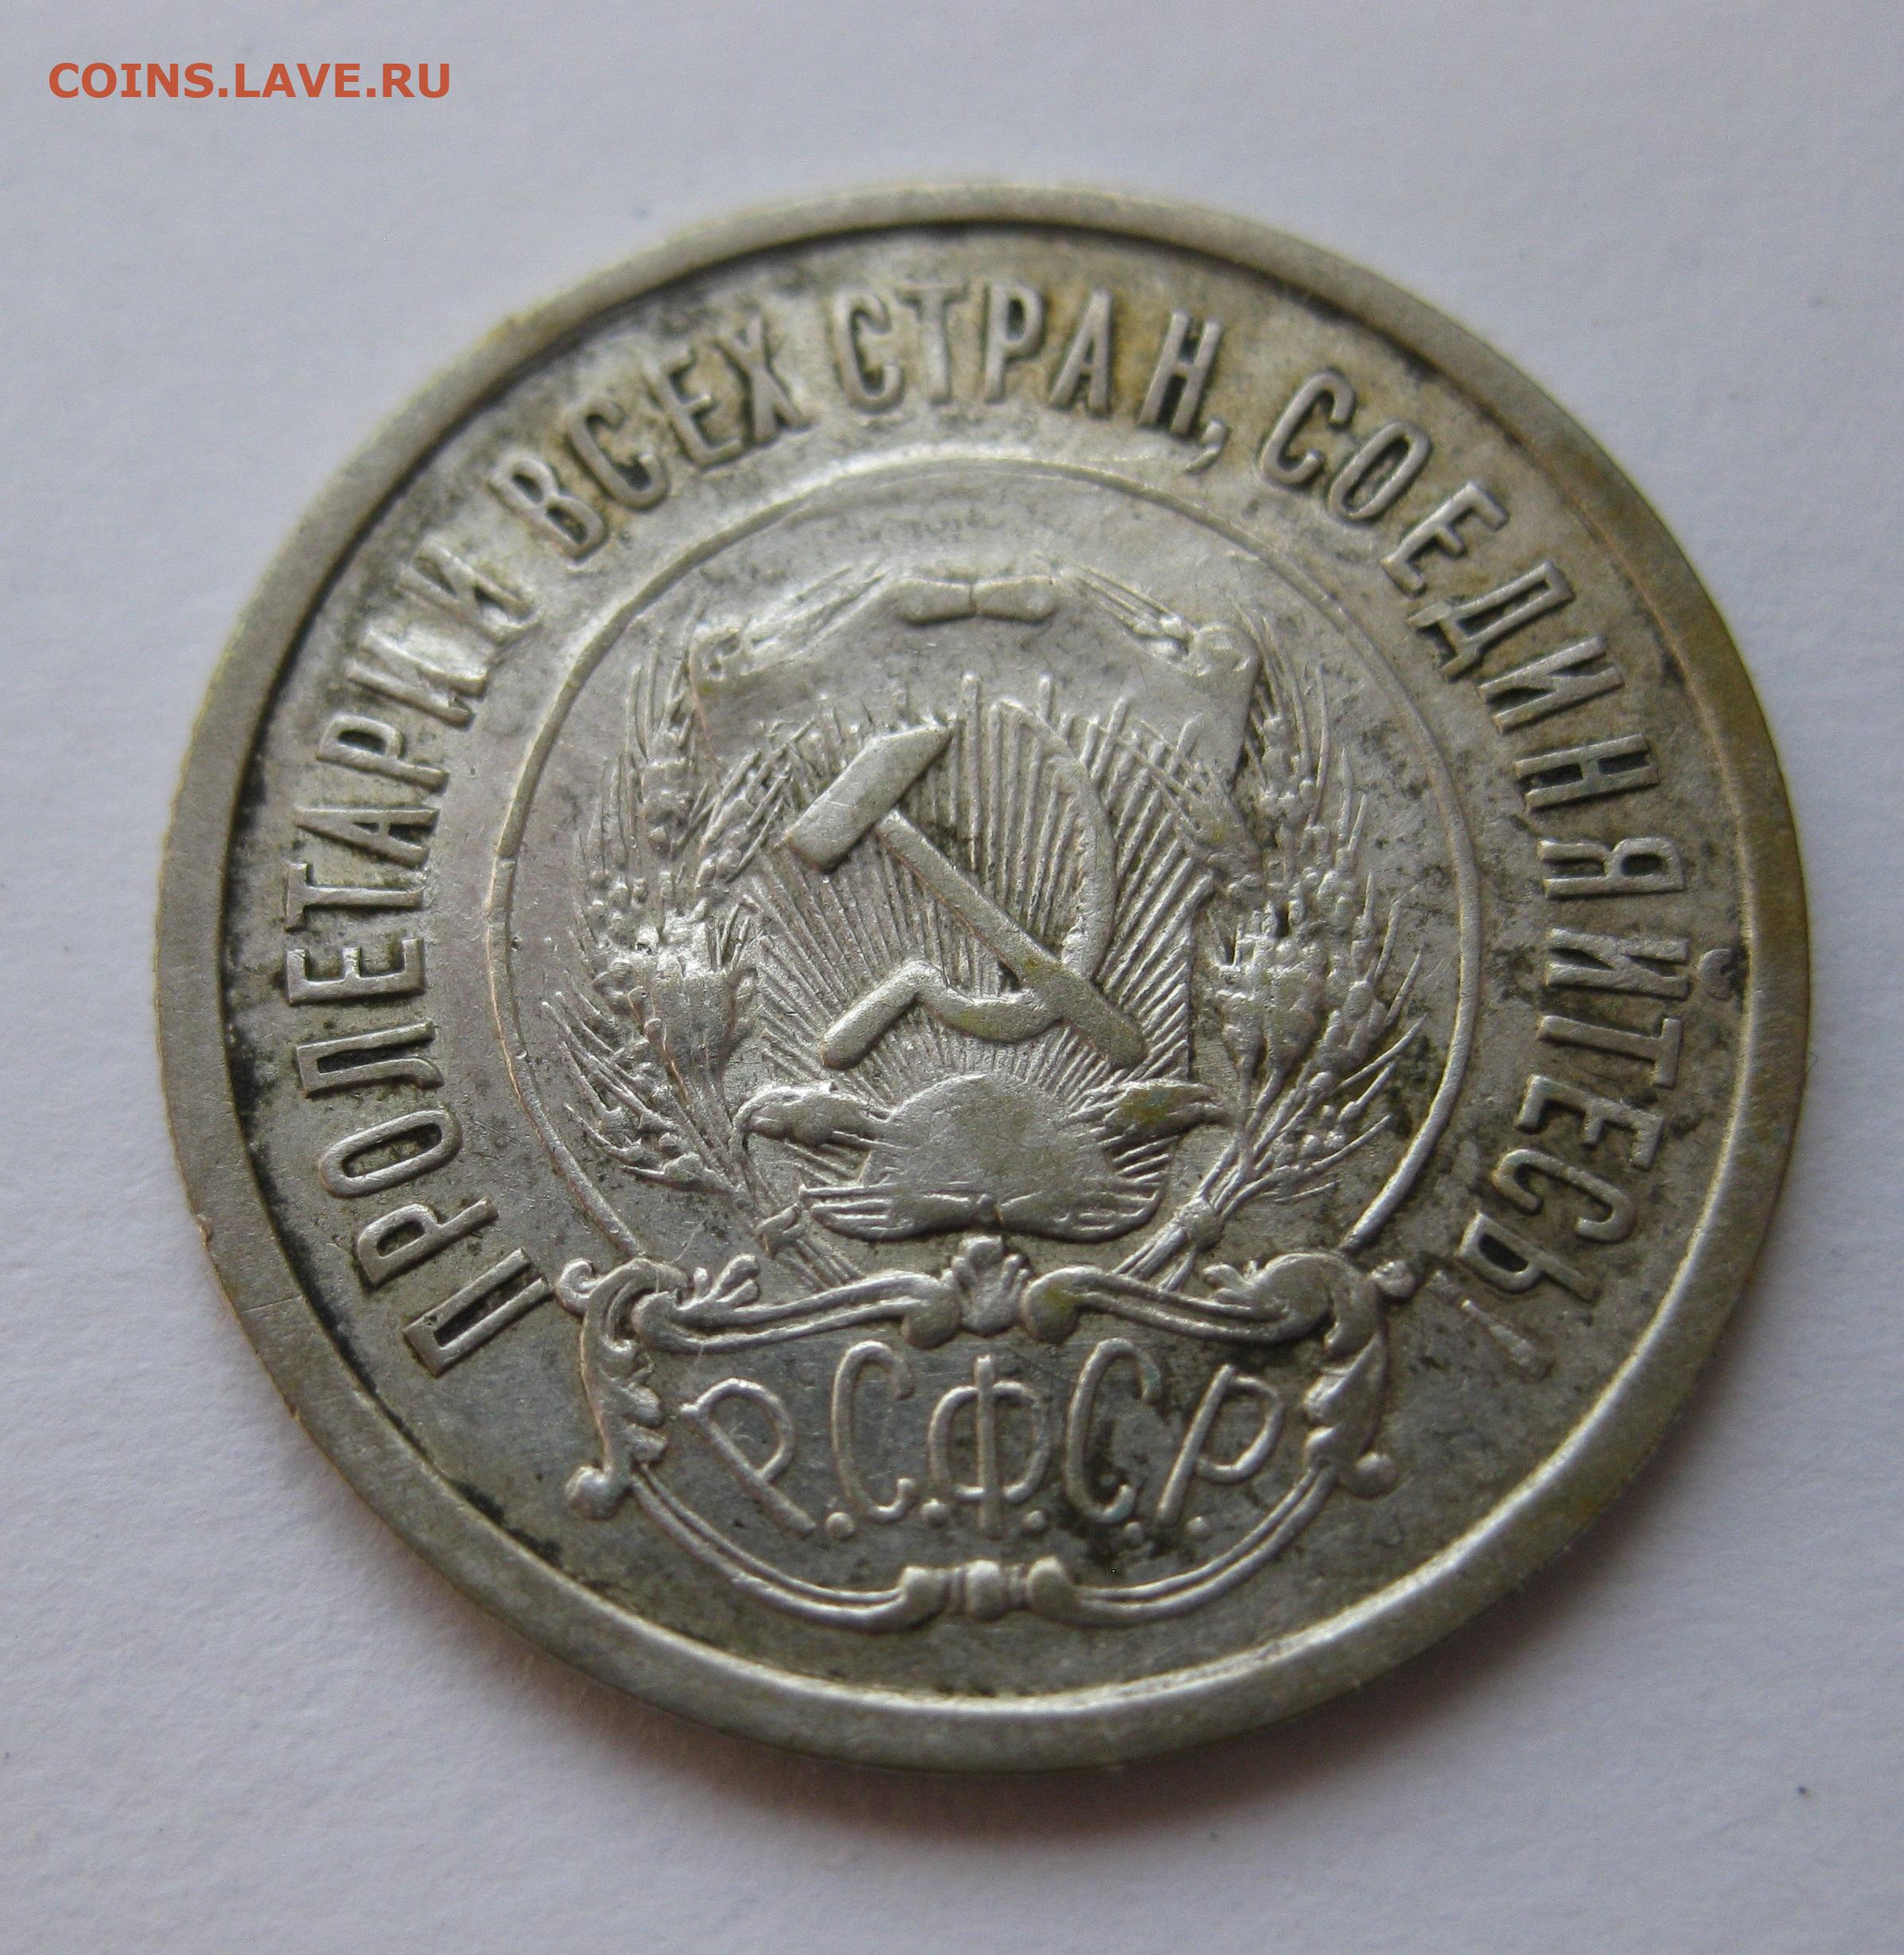 COINS.LAVE.RU
ПРОЛЕТАРИИ ВСЕХ СТРАН, СОЕДИНЯЙТЕСЬ!
Р.С.Ф.С.Р.